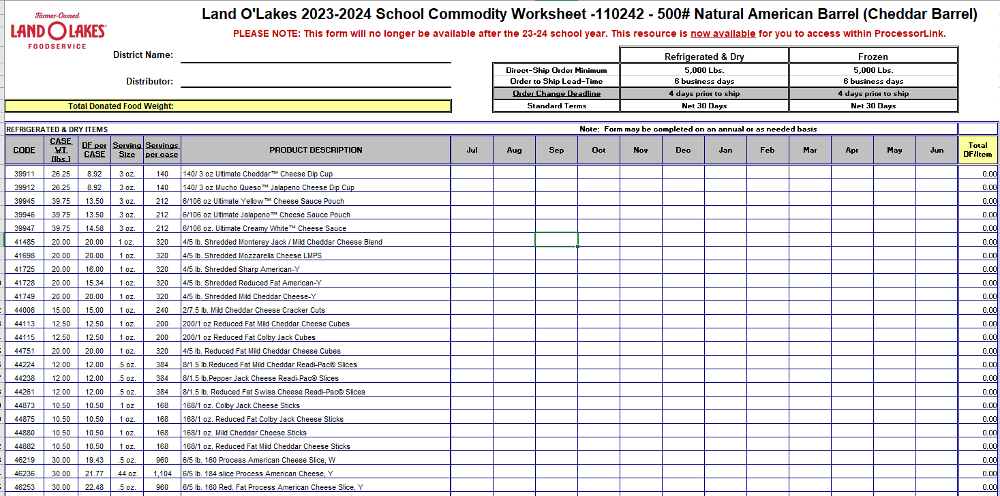 Farmer-Owned
LAND O LAKES®
FOODSERVICE
Land O'Lakes 2023-2024 School Commodity Worksheet -110242 - 500# Natural American Barrel (Cheddar Barrel)
PLEASE NOTE: This form will no longer be available after the 23-24 school year. This resource is now available for you to access within ProcessorLink.
District Name:
Distributor:
Total Donated Food Weight:
Refrigerated & Dry Frozen
Direct-Ship Order Minimum 5,000 Lbs. 5,000 Lbs.
Order to Ship Lead-Time 6 business days 6 business days
Order Change Deadline 4 days prior to ship 4 days prior to ship
Standard Terms Net 30 Days Net 30 Days
REFRIGERATED & DRY ITEMS Note: Form may be completed on an annual or as needed basis
CODE CASE WT (lbs.) DF per CASE Serving Size Servings per case PRODUCT DESCRIPTION Jul Aug Sep Oct Nov Dec Jan Feb Mar Apr May Jun Total DF/Item
39911 26.25 8.92 3 oz. 140 140/ 3 oz Ultimate Cheddar™ Cheese Dip Cup 0.00
39912 26.25 8.92 3 oz. 140 140/ 3 oz Mucho Queso™ Jalapeno Cheese Dip Cup 0.00
39945 39.75 13.50 3 oz. 212 6/106 oz Ultimate Yellow™ Cheese Sauce Pouch 0.00
39946 39.75 13.50 3 oz. 212 6/106 oz Ultimate Jalapeno™ Cheese Sauce Pouch 0.00
39947 39.75 14.58 3 oz. 212 6/106 oz. Ultimate Creamy White™ Cheese Sauce 0.00
41485 20.00 20.00 1 oz. 320 4/5 lb. Shredded Monterey Jack / Mild Cheddar Cheese Blend 0.00
41698 20.00 20.00 1 oz. 320 4/5 lb. Shredded Mozzarella Cheese LMPS 0.00
41725 20.00 16.00 1 oz. 320 4/5 lb. Shredded Sharp American-Y 0.00
41728 20.00 15.34 1 oz. 320 4/5 lb. Shredded Reduced Fat American-Y 0.00
41749 20.00 20.00 1 oz. 320 4/5 lb. Shredded Mild Cheddar Cheese-Y 0.00
44006 15.00 15.00 1 oz. 240 2/7.5 lb. Mild Cheddar Cheese Cracker Cuts 0.00
44113 12.50 12.50 1 oz. 200 200/1 oz Reduced Fat Mild Cheddar Cheese Cubes 0.00
44115 12.50 12.50 1 oz. 200 200/1 oz Reduced Fat Colby Jack Cubes 0.00
44751 20.00 20.00 1 oz. 320 4/5 lb. Reduced Fat Mild Cheddar Cheese Cubes 0.00
44224 12.00 12.00 .5 oz. 384 8/1.5 lb.Reduced Fat Mild Cheddar Readi-Pac® Slices 0.00
44238 12.00 12.00 .5 oz. 384 8/1.5 lb.Pepper Jack Cheese Readi-Pac® Slices 0.00
44261 12.00 12.00 .5 oz. 384 8/1.5 lb. Reduced Fat Swiss Cheese Readi-Pac® Slices 0.00
44873 10.50 10.50 1 oz 168 168/1 oz. Colby Jack Cheese Sticks 0.00
44875 10.50 10.50 1 oz. 168 168/1 oz. Reduced Fat Colby Jack Cheese Sticks 0.00
44880 10.50 10.50 1 oz. 168 168/1 oz. Mild Cheddar Cheese Sticks 0.00
44882 10.50 10.50 1 oz. 168 168/1 oz. Reduced Fat Mild Cheddar Cheese Sticks 0.00
46219 30.00 19.43 .5 oz. 960 6/5 lb. 160 Process American Cheese Slice, W 0.00
46236 30.00 21.77 .44 oz. 1,104 6/5 lb. 184 slice Process American Cheese, Y 0.00
46253 30.00 22.48 .5 oz. 960 6/5 lb. 160 Red. Fat Process American Cheese Slice, Y 0.00